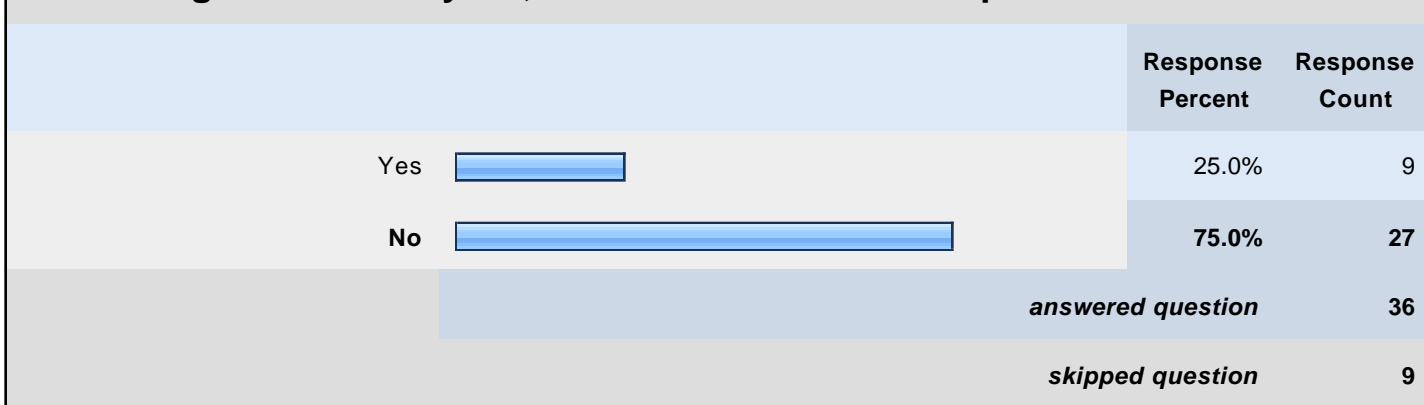 Response Response
Percent Count
Yes 25.0% 9
No 75.0% 27
answered question 36
skipped question 9